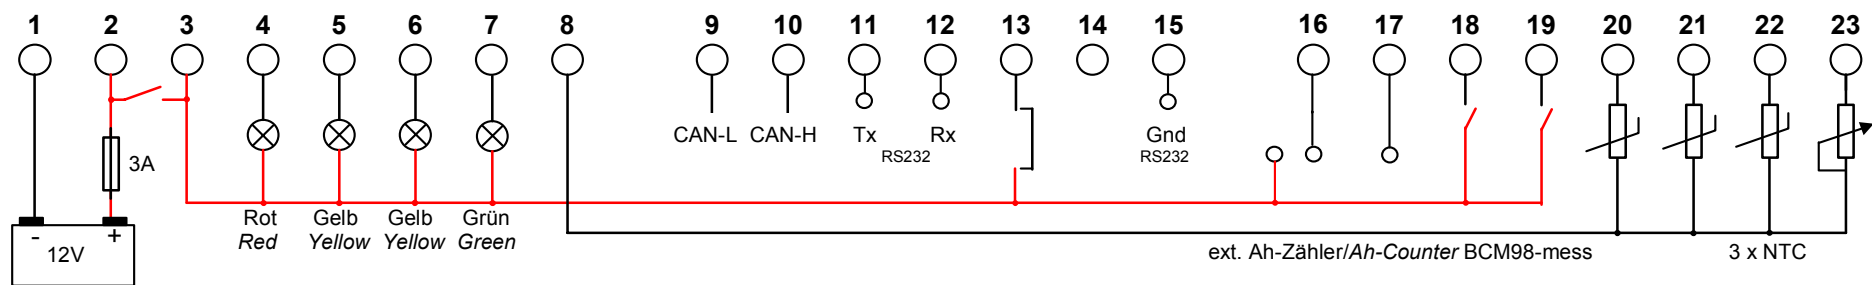 1 2 3 4 5 6 7 8 9 10 11 12 13 14 15 16 17 18 19 20 21 22 23
CAN-L CAN-H Tx Rx Gnd
RS232 RS232
3A
Rot Gelb Gelb Grün
Red Yellow Yellow Green
- +
12V
ext. Ah-Zähler/Ah-Counter BCM98-mess 3 x NTC